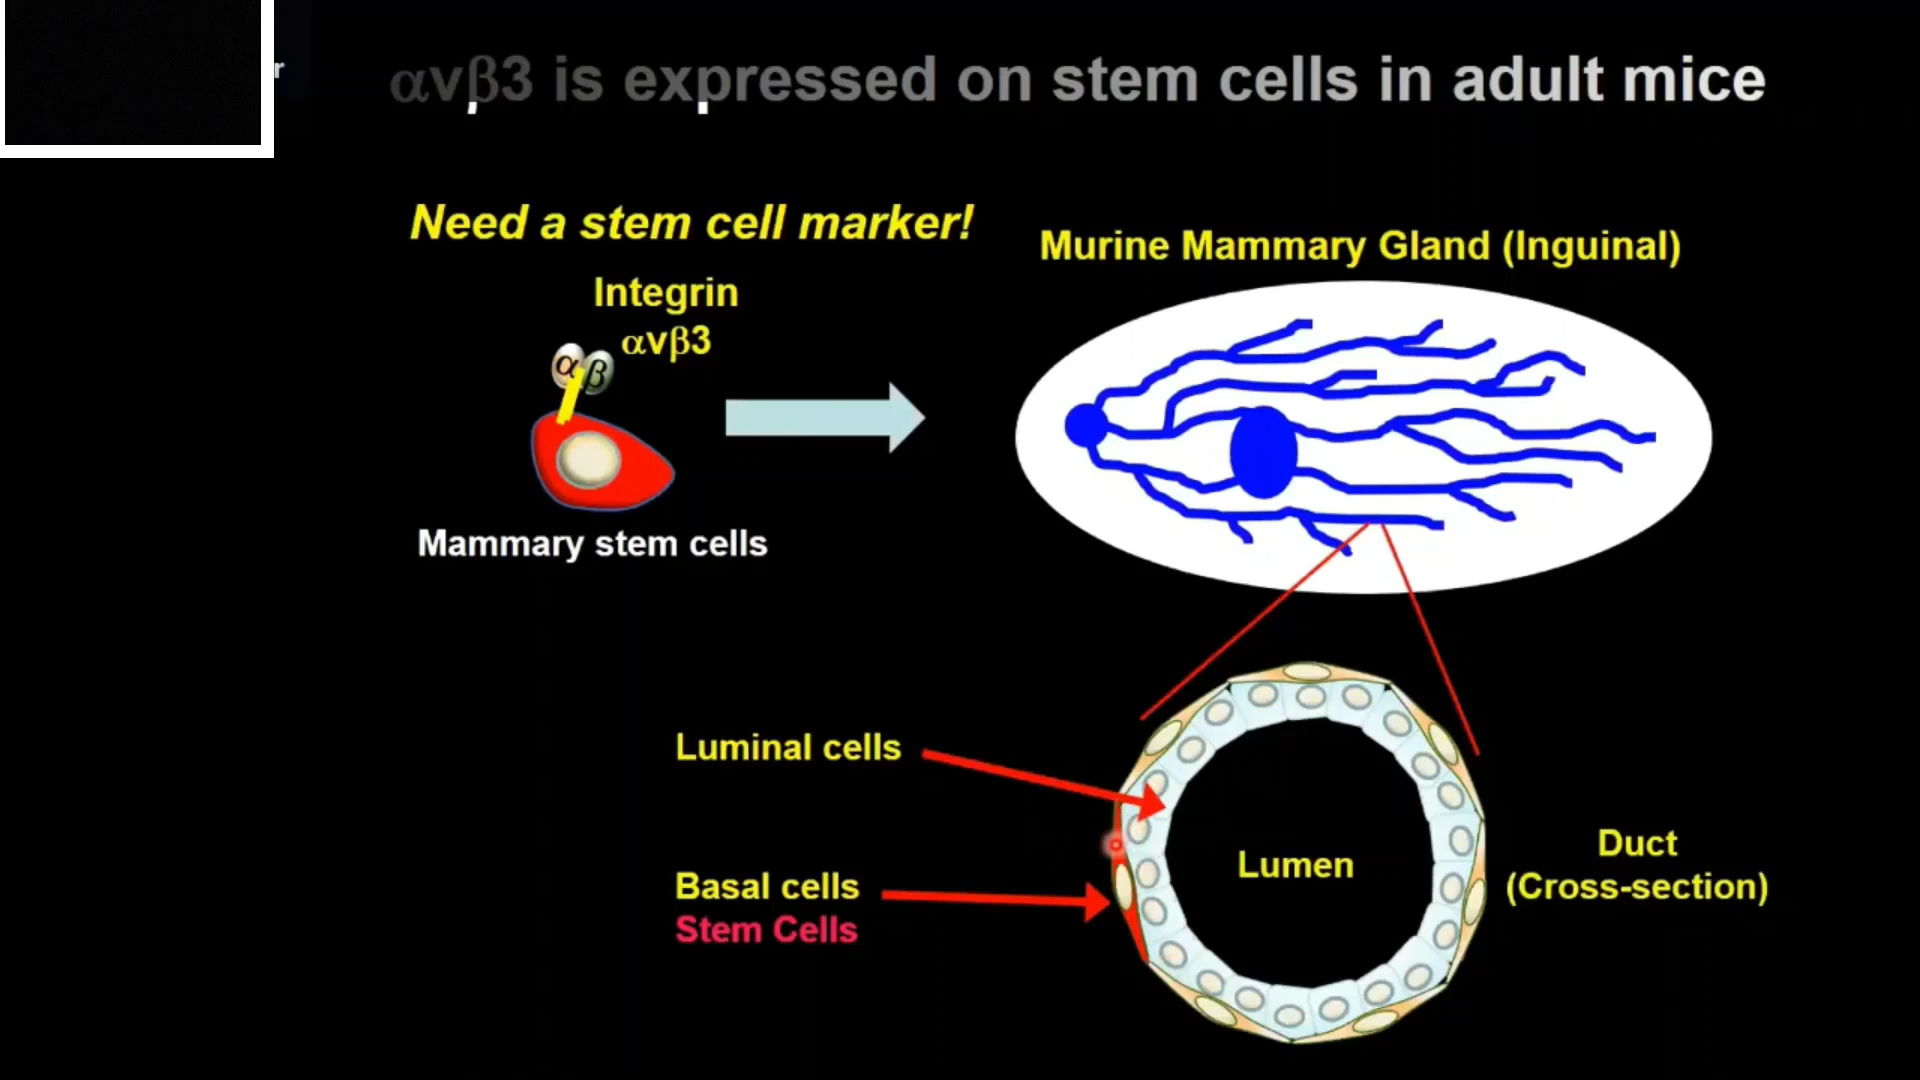 αvβ3 is expressed on stem cells in adult mice
Need a stem cell marker!
Integrin
αvβ3
α β
Mammary stem cells
Murine Mammary Gland (Inguinal)
Luminal cells
Basal cells
Stem Cells
Lumen
Duct
(Cross-section)